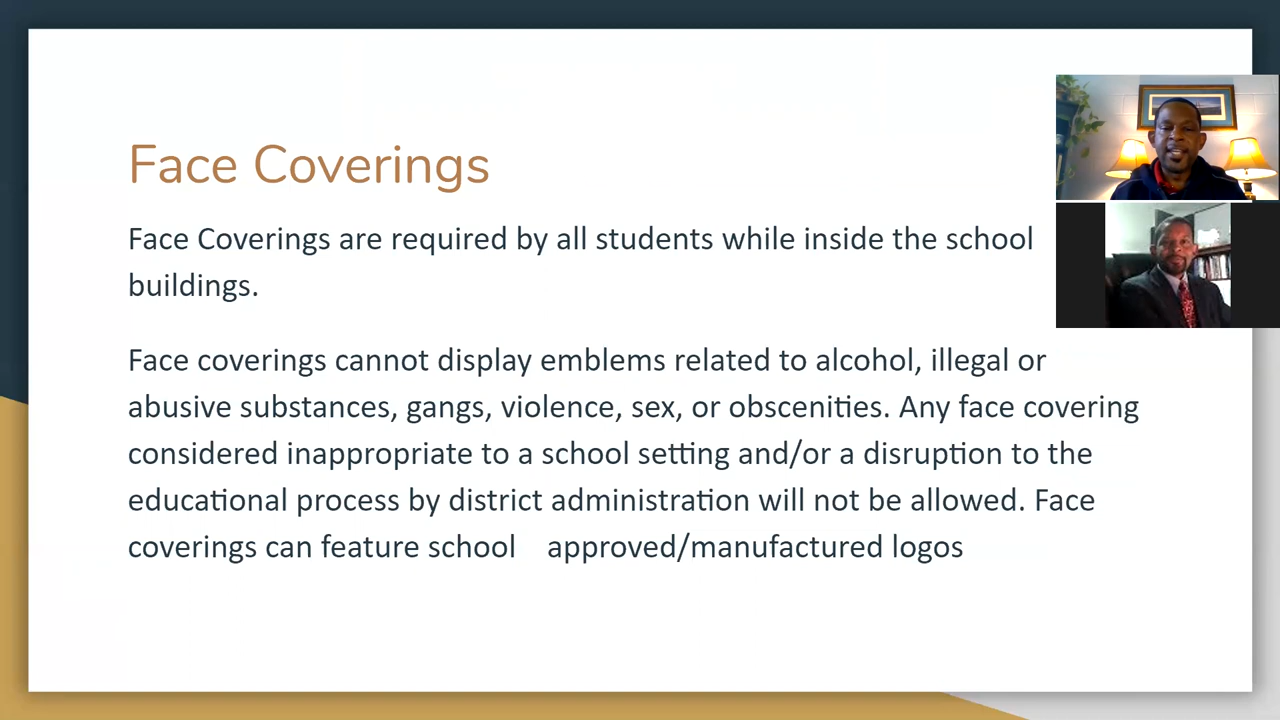 Face Coverings
Face Coverings are required by all students while inside the school
buildings.
Face coverings cannot display emblems related to alcohol, illegal or
abusive substances, gangs, violence, sex, or obscenities. Any face covering
considered inappropriate to a school setting and/or a disruption to the
educational process by district administration will not be allowed. Face
coverings can feature school approved/manufactured logos